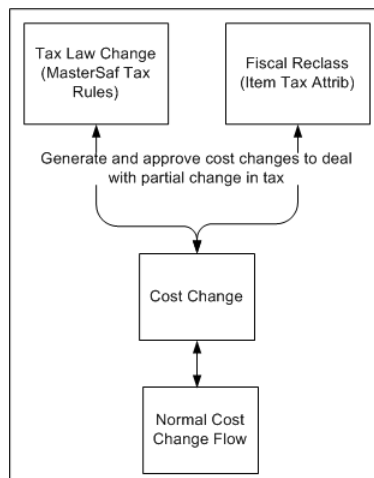 Tax Law Change
(MasterSaf Tax
Rules)
Fiscal Reclass
(Item Tax Attrib)
Generate and approve cost changes to deal
with partial change in tax
Cost Change
Normal Cost
Change Flow